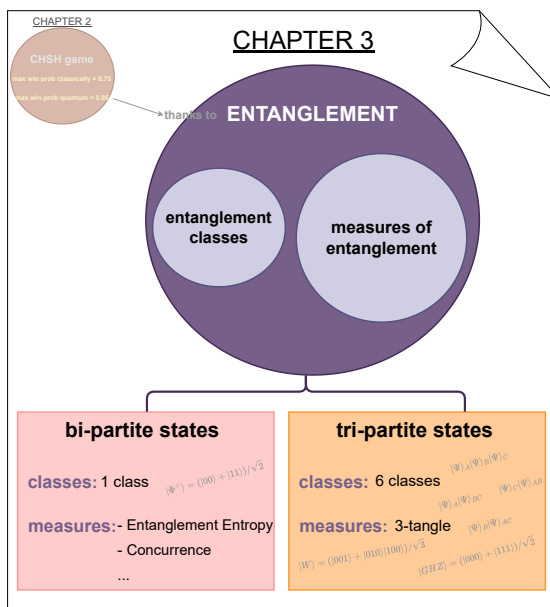 CHAPTER 2
CHSH game
max win prob classically = 0.75
max win prob quantum = 0.85
CHAPTER 3
thanks to ENTANGLEMENT
entanglement
classes
measures of
entanglement
bi-partite states
classes: 1 class
|Φ⁺⟩ = (|00⟩ + |11⟩)/√2
measures: - Entanglement Entropy
- Concurrence
...
tri-partite states
|Ψ⟩_A|Ψ⟩_B|Ψ⟩_C
classes: 6 classes
|Ψ⟩_C|Ψ⟩_AB
|Ψ⟩_A|Ψ⟩_BC
measures: 3-tangle
|Ψ⟩_B|Ψ⟩_AC
|W⟩ = (|001⟩ + |010⟩|100⟩)/√3
|GHZ⟩ = (|000⟩ + |111⟩)/√2